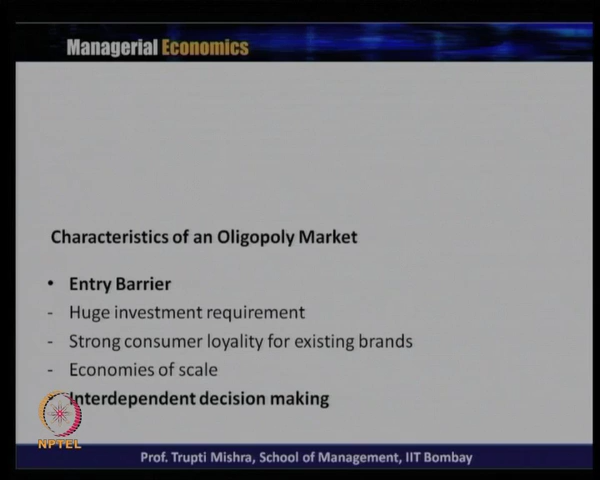 Managerial Economics
Characteristics of an Oligopoly Market
• Entry Barrier
- Huge investment requirement
- Strong consumer loyality for existing brands
- Economies of scale
Interdependent decision making
NPTEL
Prof. Trupti Mishra, School of Management, IIT Bombay